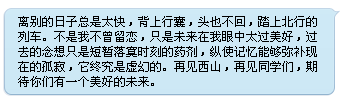 离别的日子总是太快，背上行囊，头也不回，踏上北行的
列车。不是我不曾留恋，只是未来在我眼中太过美好，过
去的念想只是短暂落寞时刻的药剂，纵使记忆能够弥补现
在的孤寂，它终究是虚幻的。再见西山，再见同学们，期
待你们有一个美好的未来。